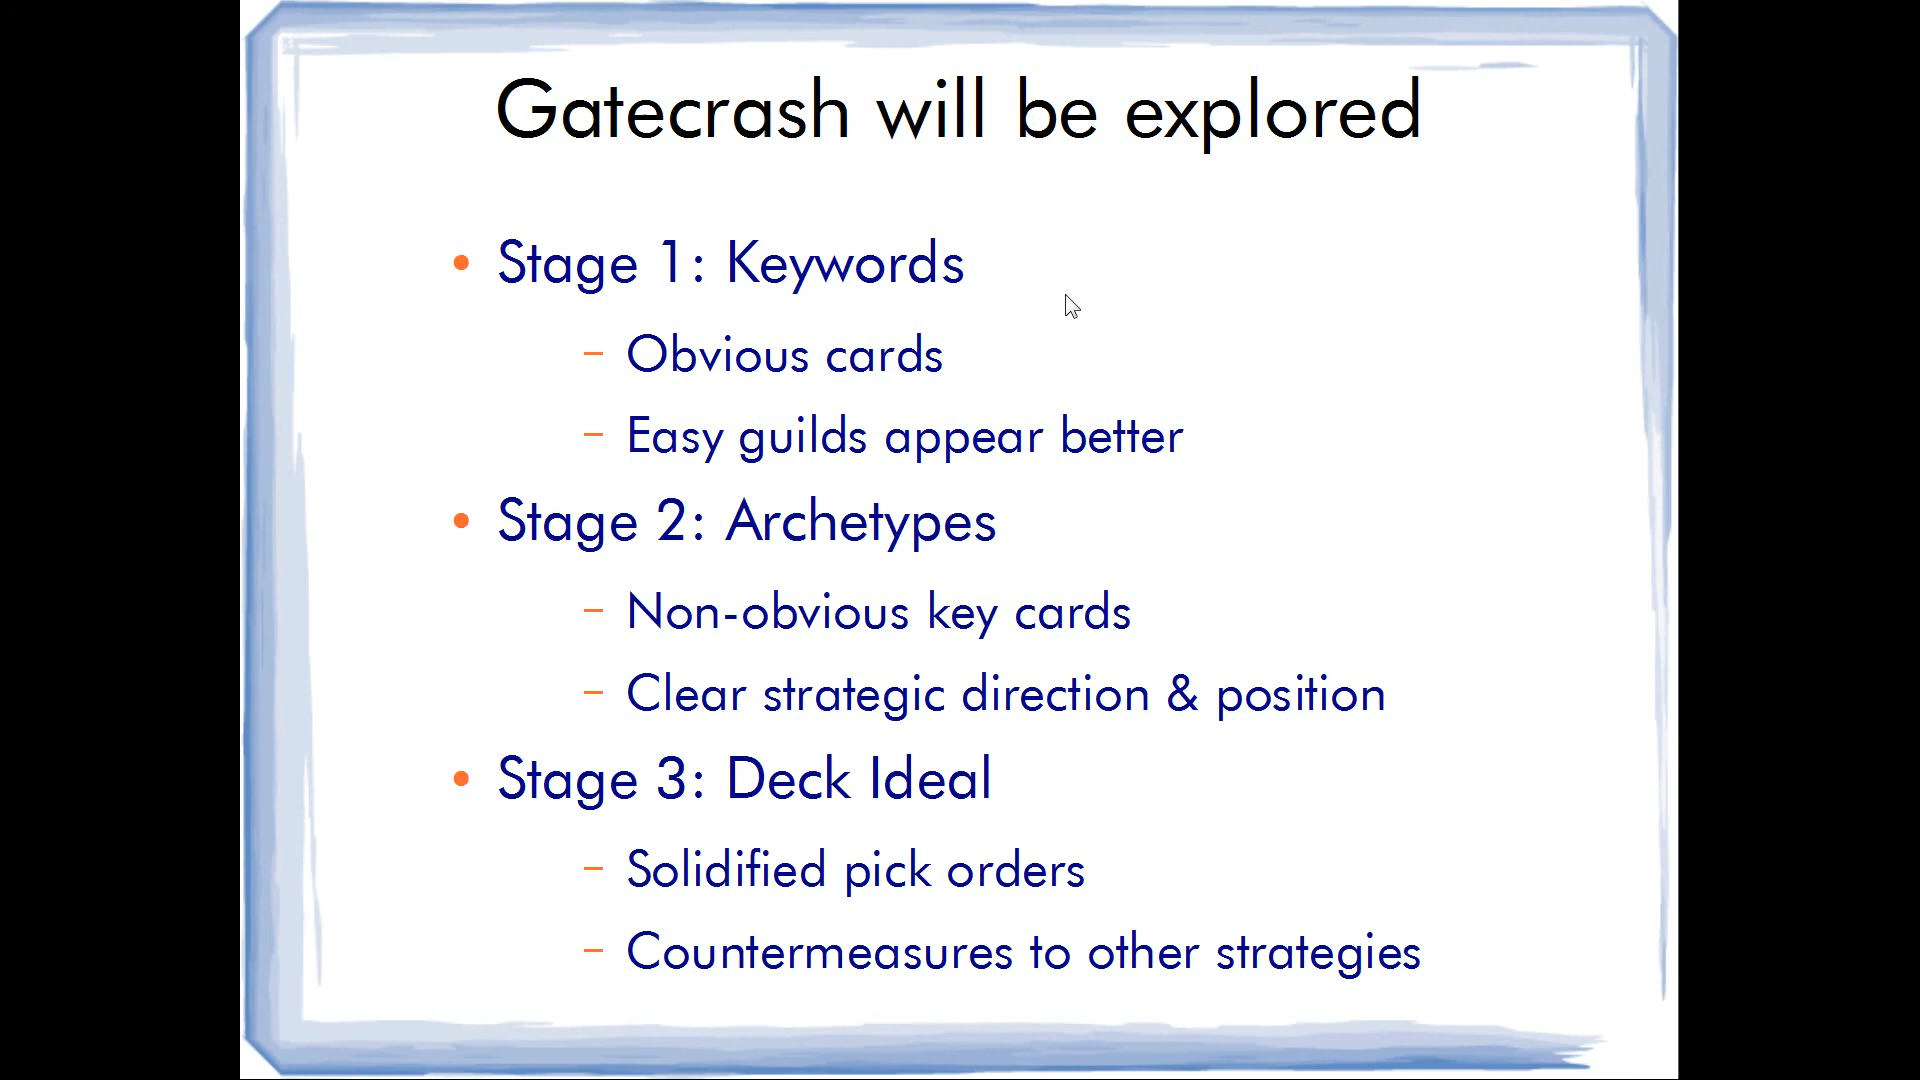 Gatecrash will be explored
• Stage 1: Keywords
– Obvious cards
– Easy guilds appear better
• Stage 2: Archetypes
– Non-obvious key cards
– Clear strategic direction & position
• Stage 3: Deck Ideal
– Solidified pick orders
– Countermeasures to other strategies